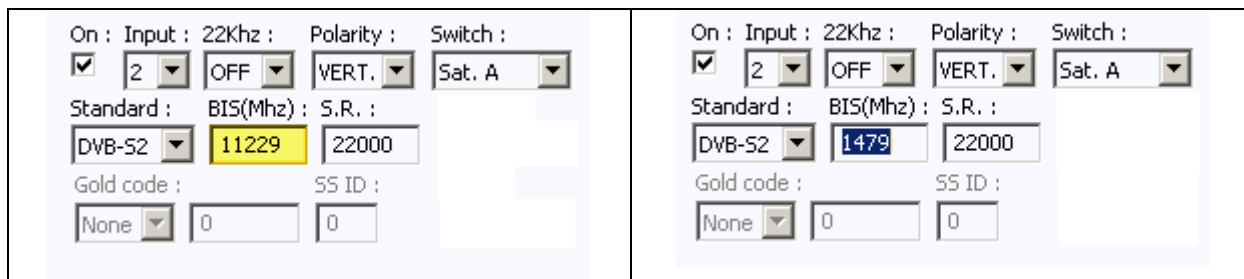 On : Input : 22Khz : Polarity : Switch :
2 OFF VERT. Sat. A
Standard : BIS(Mhz) : S.R. :
DVB-S2 11229 22000
Gold code : SS ID :
None 0 0
On : Input : 22Khz : Polarity : Switch :
2 OFF VERT. Sat. A
Standard : BIS(Mhz) : S.R. :
DVB-S2 1479 22000
Gold code : SS ID :
None 0 0